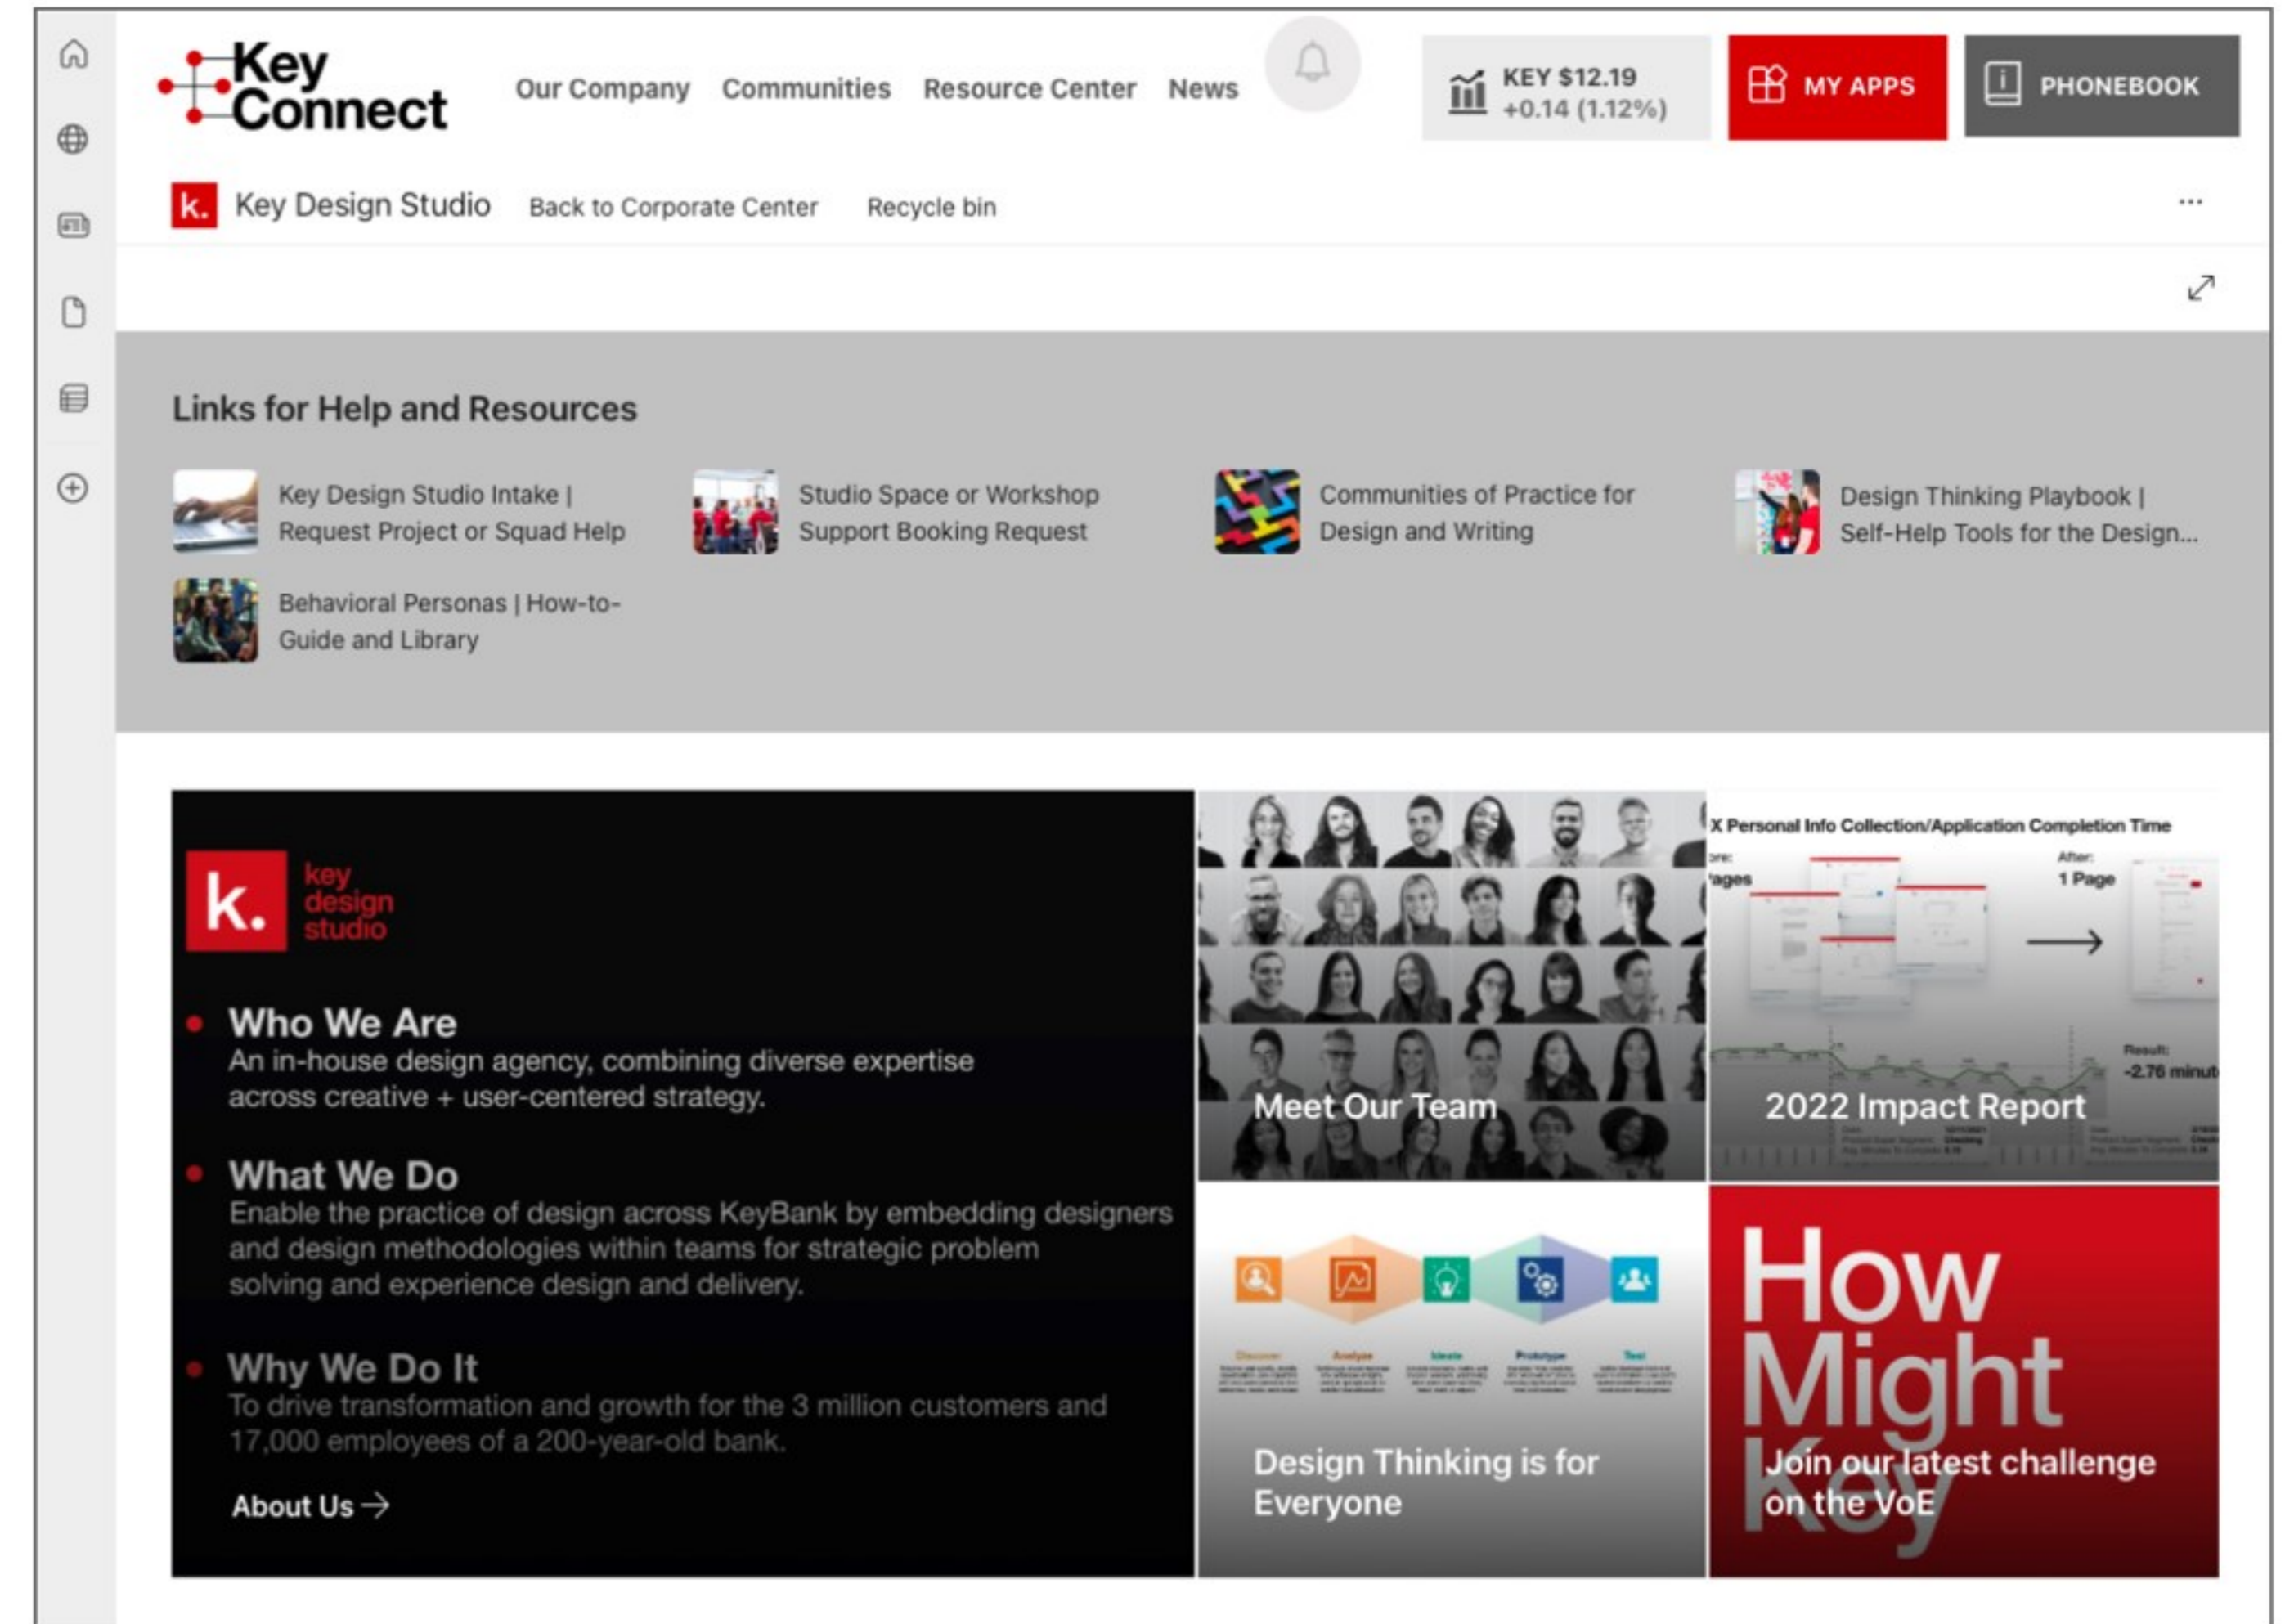 Key
Connect
Our Company
Communities
Resource Center
News
KEY $12.19
+0.14 (1.12%)
MY APPS
PHONEBOOK
k.
Key Design Studio
Back to Corporate Center
Recycle bin
...
Links for Help and Resources
Key Design Studio Intake |
Request Project or Squad Help
Studio Space or Workshop
Support Booking Request
Communities of Practice for
Design and Writing
Design Thinking Playbook |
Self-Help Tools for the Design...
Behavioral Personas | How-to-
Guide and Library
k.
key
design
studio
Who We Are
An in-house design agency, combining diverse expertise
across creative + user-centered strategy.
What We Do
Enable the practice of design across KeyBank by embedding designers
and design methodologies within teams for strategic problem
solving and experience design and delivery.
Why We Do It
To drive transformation and growth for the 3 million customers and
17,000 employees of a 200-year-old bank.
About Us
Meet Our Team
X Personal Info Collection/Application Completion Time
After:
1 Page
Result:
-2.76
2022 Impact Report
Discover
Analyze
Ideate
Prototype
Test
Design Thinking is for
Everyone
How
Might
Key
Join our latest challenge
on the VoE